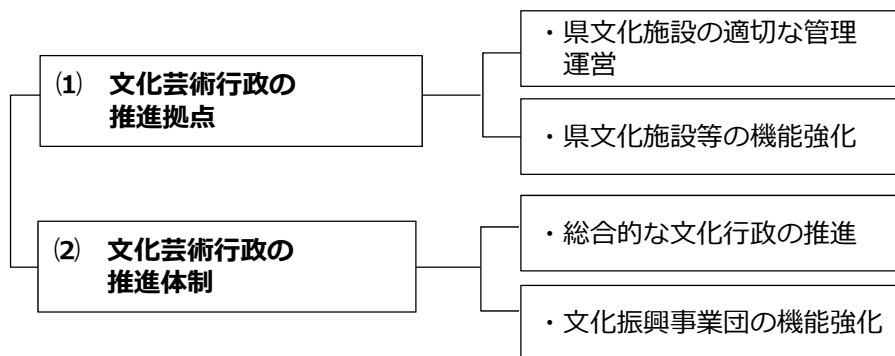 ⑴ 文化芸術行政の
推進拠点
・県文化施設の適切な管理
運営
・県文化施設等の機能強化
⑵ 文化芸術行政の
推進体制
・総合的な文化行政の推進
・文化振興事業団の機能強化